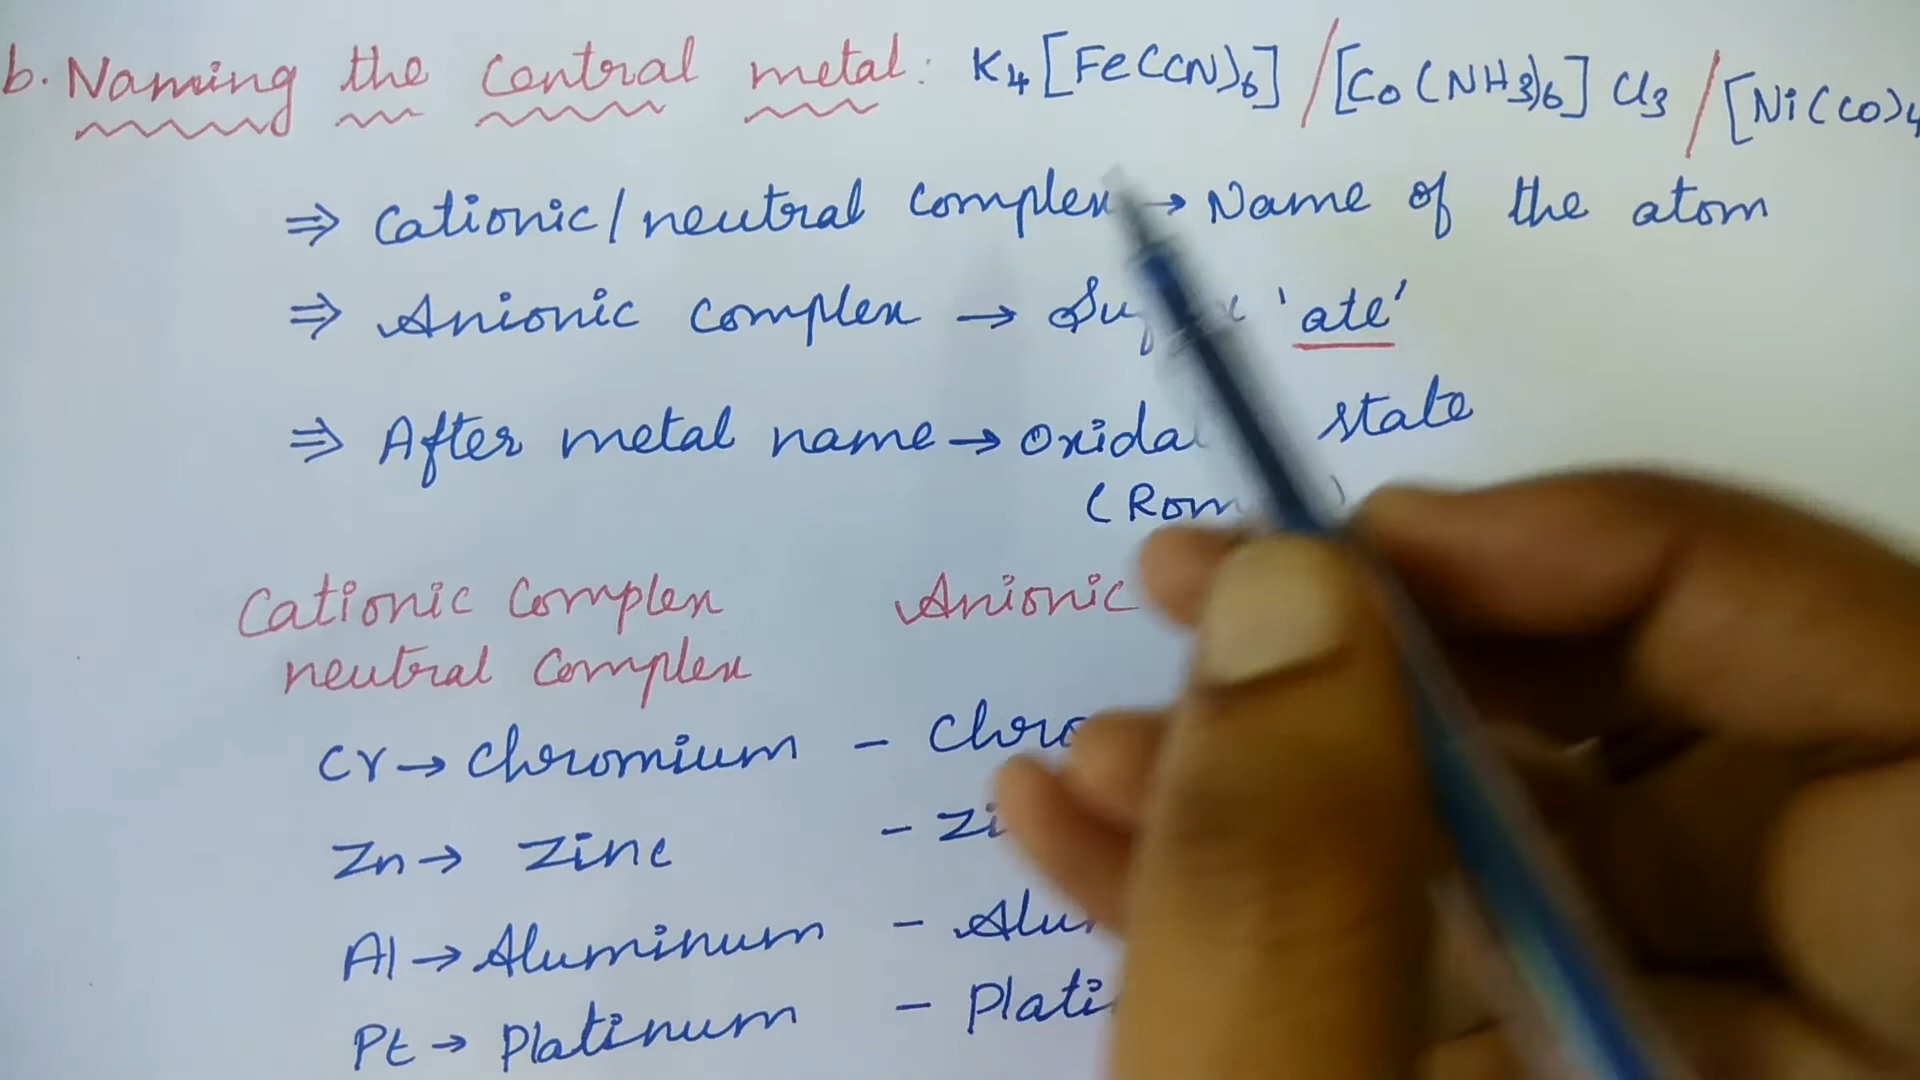 b. Naming the central metal: K4[Fe(CN)6] / [Co(NH3)6] Cl3 / [Ni(CO)4
⇒ Cationic/neutral complex → Name of the atom
⇒ Anionic complex → 'ate'
⇒ After metal name → state
Cationic Complex Anionic
neutral Complex
Cr → Chromium -
Zn → Zinc -
Al → Aluminum -
Pt → Platinum -